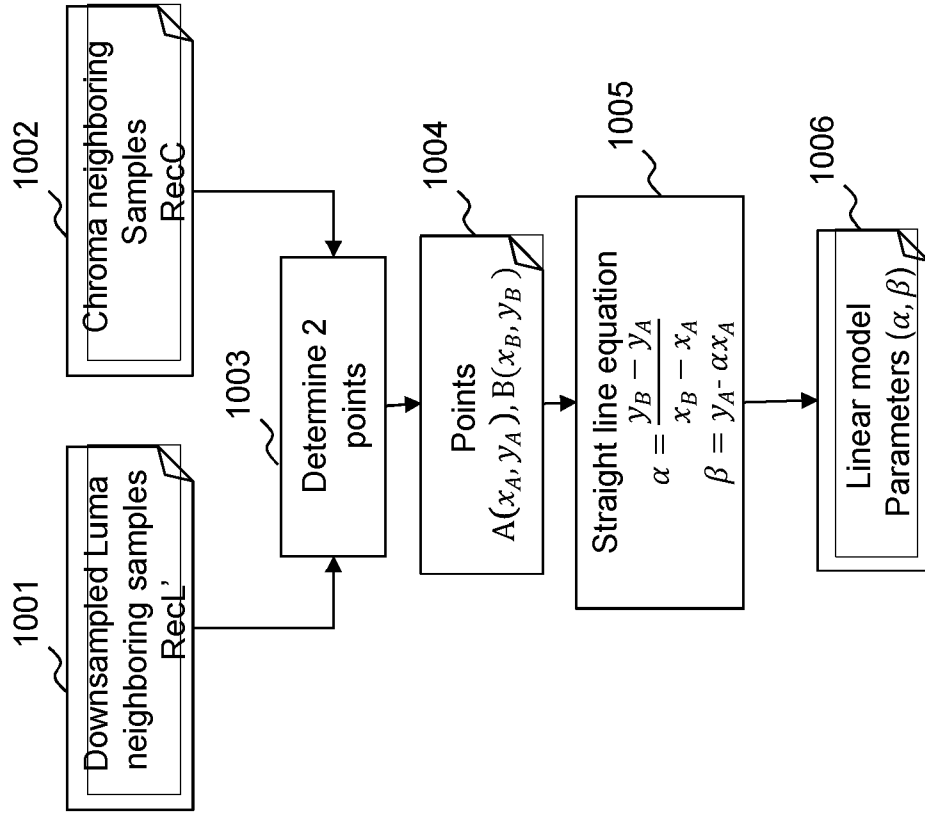 1001
Downsampled Luma
neighboring samples
RecL’
1002
Chroma neighboring
Samples
RecC
1003
Determine 2
points
1004
Points
A(x_A, y_A), B(x_B, y_B)
1005
Straight line equation
α = (y_B − y_A) / (x_B − x_A)
β = y_A - αx_A
1006
Linear model
Parameters (α, β)